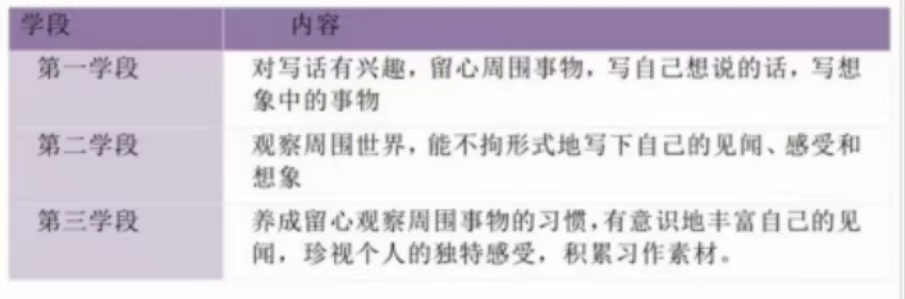 学段 内容
第一学段 对写话有兴趣，留心周围事物，写自己想说的话，写想
象中的事物
第二学段 观察周围世界，能不拘形式地写下自己的见闻、感受和
想象
第三学段 养成留心观察周围事物的习惯，有意识地丰富自己的见
闻，珍视个人的独特感受，积累习作素材。